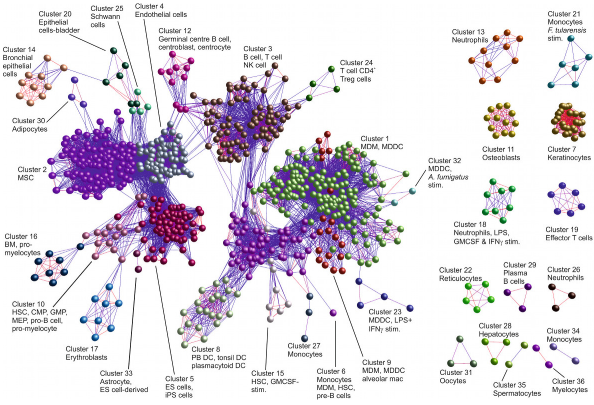 Cluster 20
Epithelial
cells-bladder
Cluster 25
Schwann
cells
Cluster 4
Endothelial cells
Cluster 12
Germinal centre B cell,
centroblast, centrocyte
Cluster 3
B cell, T cell
NK cell
Cluster 24
T cell CD4⁺
Treg cells
Cluster 14
Bronchial
epithelial
cells
Cluster 30
Adipocytes
Cluster 2
MSC
Cluster 1
MDM, MDDC
Cluster 32
MDDC,
A. fumigatus
stim.
Cluster 16
BM, pro-
myelocytes
Cluster 10
HSC, CMP, GMP,
MEP, pro-B cell,
pro-myelocyte
Cluster 17
Erythroblasts
Cluster 33
Astrocyte,
ES cell-derived
Cluster 5
ES cells,
iPS cells
Cluster 8
PB DC, tonsil DC
plasmacytoid DC
Cluster 15
HSC, GMCSF-
stim.
Cluster 27
Monocytes
Cluster 6
Monocytes
MDM, HSC,
pre-B cells
Cluster 9
MDM, MDDC
alveolar mac
Cluster 23
MDDC, LPS+
IFNγ stim.
Cluster 13
Neutrophils
Cluster 21
Monocytes
F. tularensis
stim.
Cluster 11
Osteoblasts
Cluster 7
Keratinocytes
Cluster 18
Neutrophils, LPS,
GMCSF & IFNγ stim.
Cluster 19
Effector T cells
Cluster 22
Reticulocytes
Cluster 29
Plasma
B cells
Cluster 26
Neutrophils
Cluster 28
Hepatocytes
Cluster 34
Monocytes
Cluster 31
Oocytes
Cluster 35
Spermatocytes
Cluster 36
Myelocytes